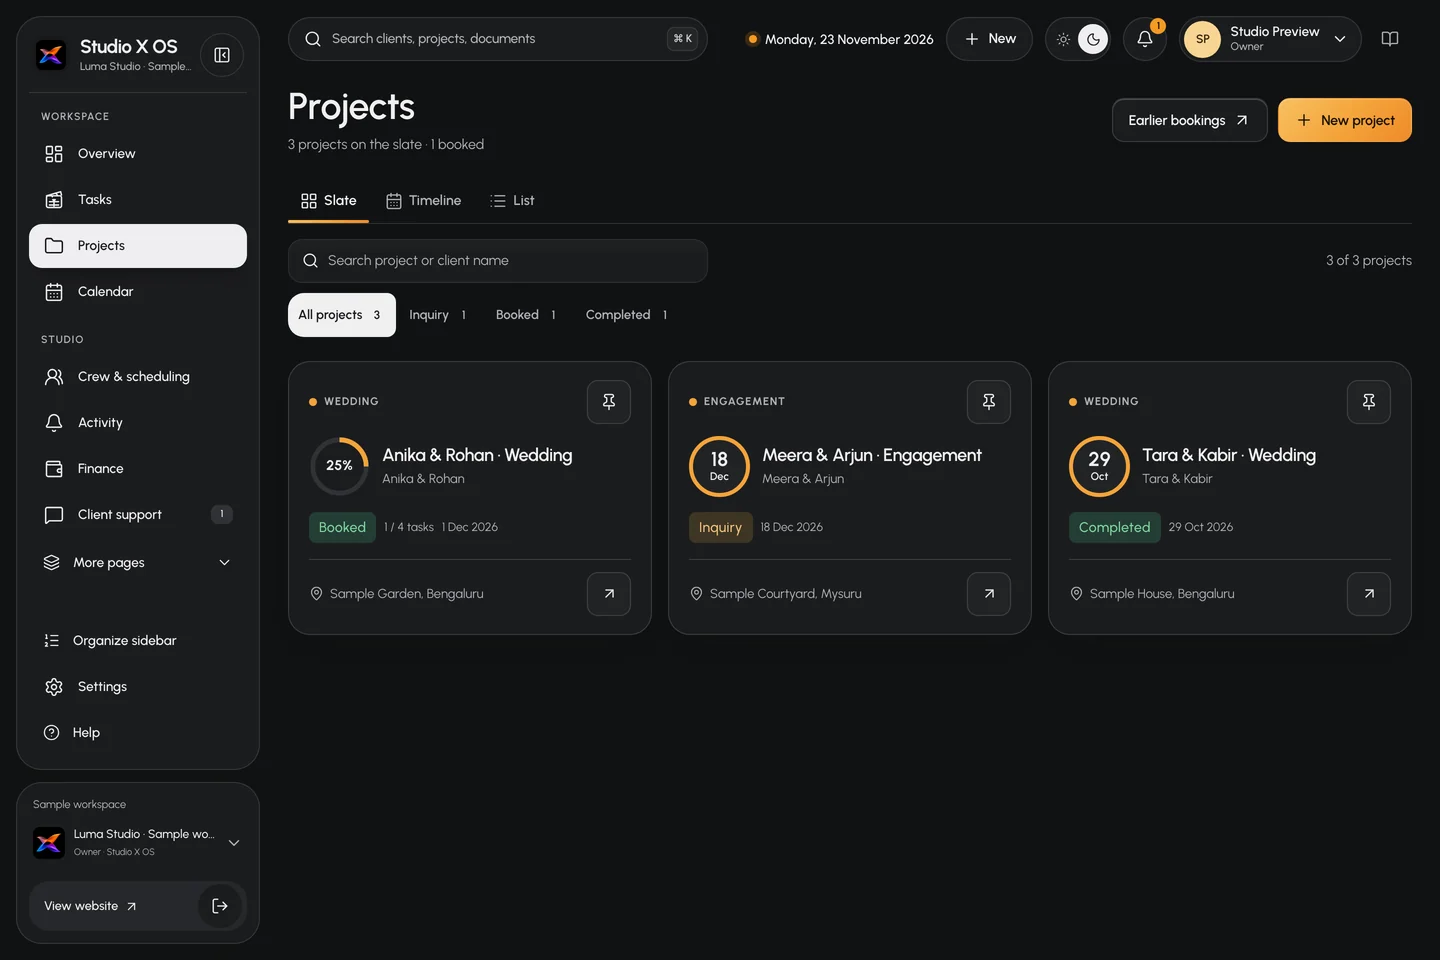 Studio X OS
Luma Studio · Sample...
WORKSPACE
Overview
Tasks
Projects
Calendar
STUDIO
Crew & scheduling
Activity
Finance
Client support 1
More pages
Organize sidebar
Settings
Help
Sample workspace
Luma Studio · Sample wo...
Owner · Studio X OS
View website
Search clients, projects, documents ⌘ K
Monday, 23 November 2026
New
1
SP
Studio Preview
Owner
Projects
3 projects on the slate · 1 booked
Earlier bookings
New project
Slate
Timeline
List
Search project or client name
3 of 3 projects
All projects 3
Inquiry 1
Booked 1
Completed 1
WEDDING
25%
Anika & Rohan · Wedding
Anika & Rohan
Booked 1 / 4 tasks 1 Dec 2026
Sample Garden, Bengaluru
ENGAGEMENT
18
Dec
Meera & Arjun · Engagement
Meera & Arjun
Inquiry 18 Dec 2026
Sample Courtyard, Mysuru
WEDDING
29
Oct
Tara & Kabir · Wedding
Tara & Kabir
Completed 29 Oct 2026
Sample House, Bengaluru